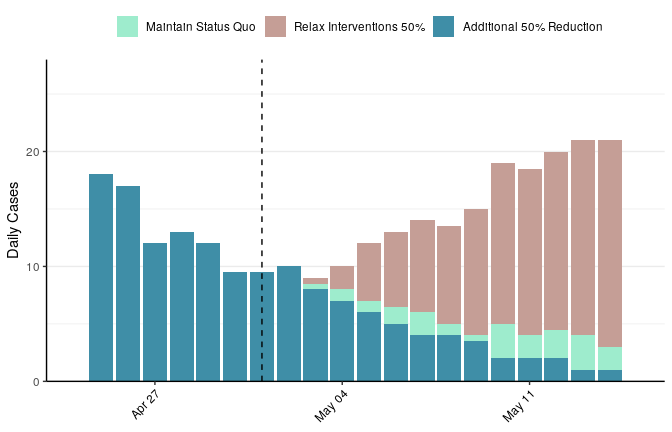 Maintain Status Quo Relax Interventions 50% Additional 50% Reduction
Daily Cases
20
10
0
Apr 27 May 04 May 11